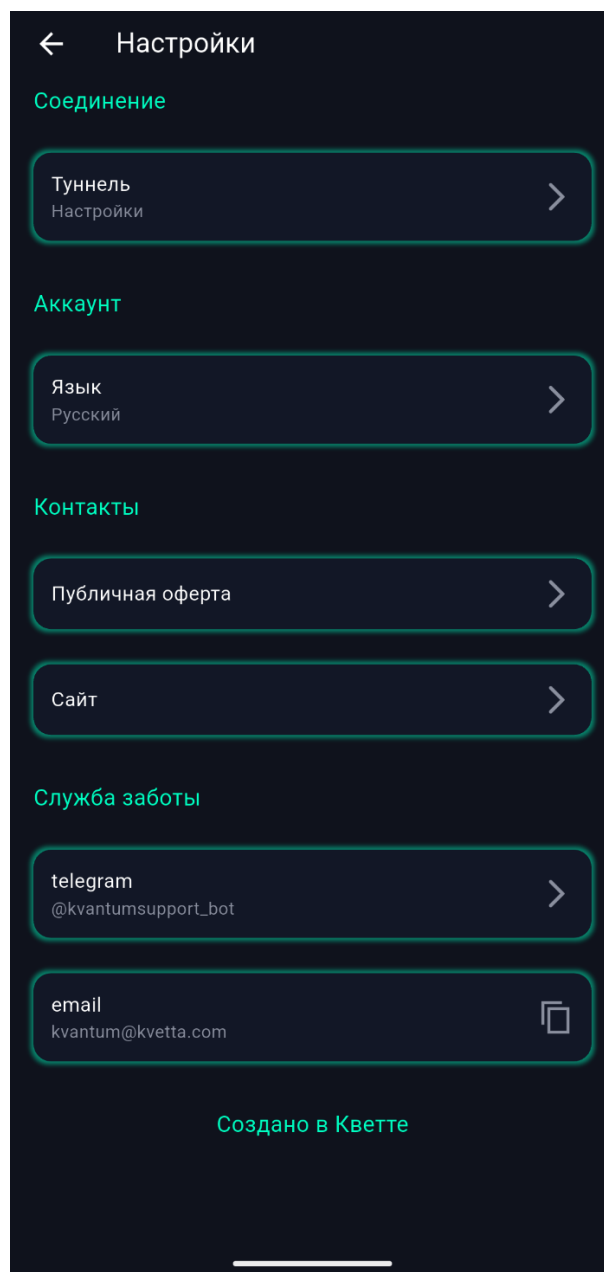 Настройки
Соединение
Туннель
Настройки
Аккаунт
Язык
Русский
Контакты
Публичная оферта
Сайт
Служба заботы
telegram
@kvantumsupport_bot
email
kvantum@kvetta.com
Создано в Кветте